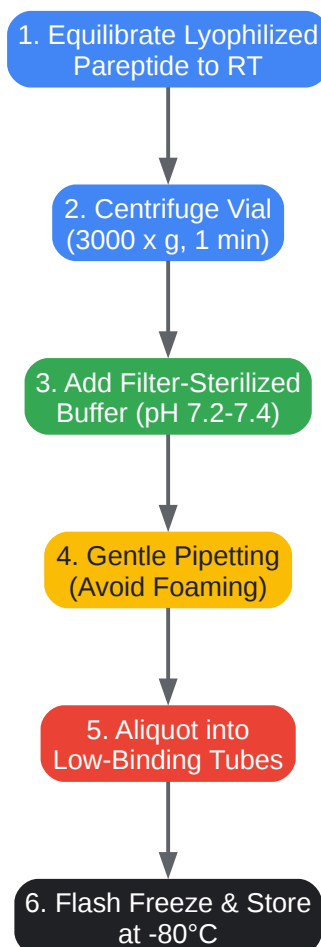 1. Equilibrate Lyophilized
Pareptide to RT
2. Centrifuge Vial
(3000 x g, 1 min)
3. Add Filter-Sterilized
Buffer (pH 7.2-7.4)
4. Gentle Pipetting
(Avoid Foaming)
5. Aliquot into
Low-Binding Tubes
6. Flash Freeze & Store
at -80°C